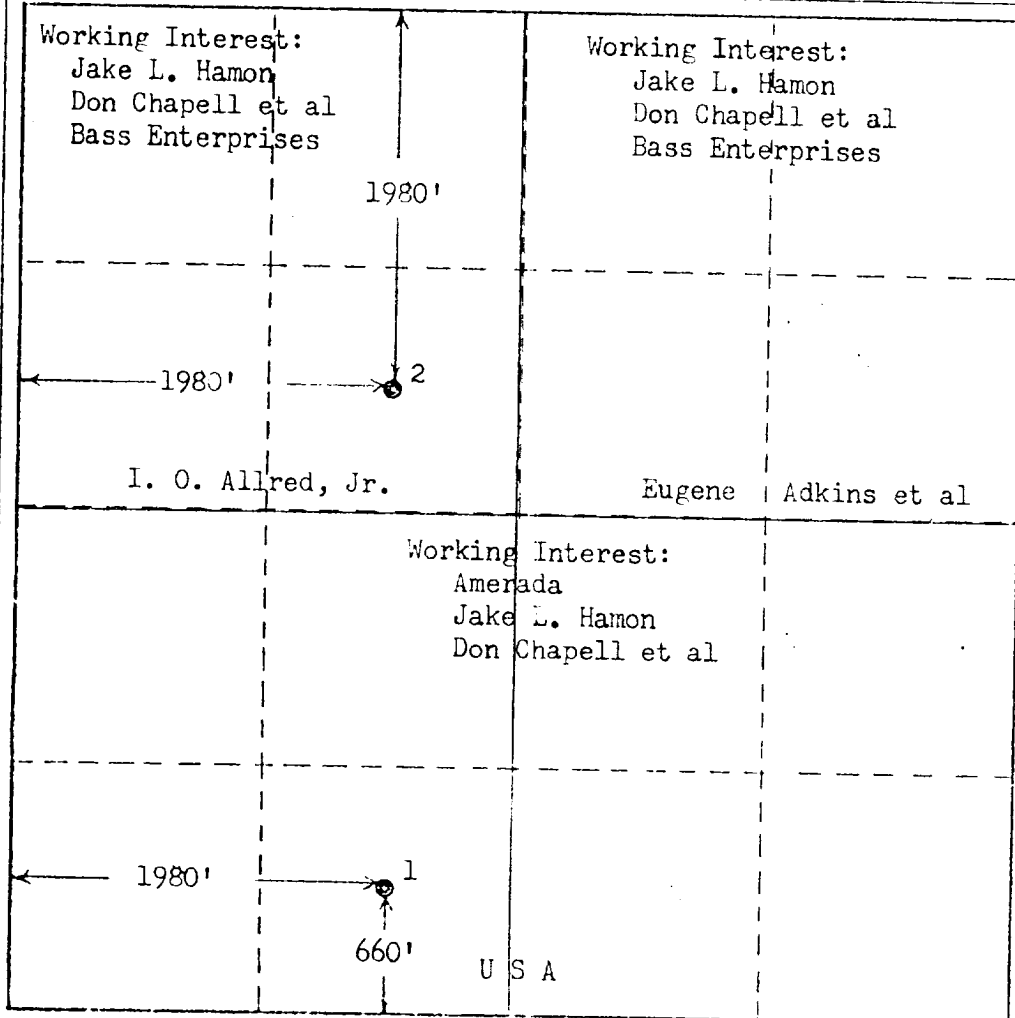 Working Interest:
Jake L. Hamon
Don Chapell et al
Bass Enterprises
Working Interest:
Jake L. Hamon
Don Chapell et al
Bass Enterprises
1980'
1980'
2
I. O. Allred, Jr.
Eugene Adkins et al
Working Interest:
Amerada
Jake L. Hamon
Don Chapell et al
1980'
1
660'
U S A